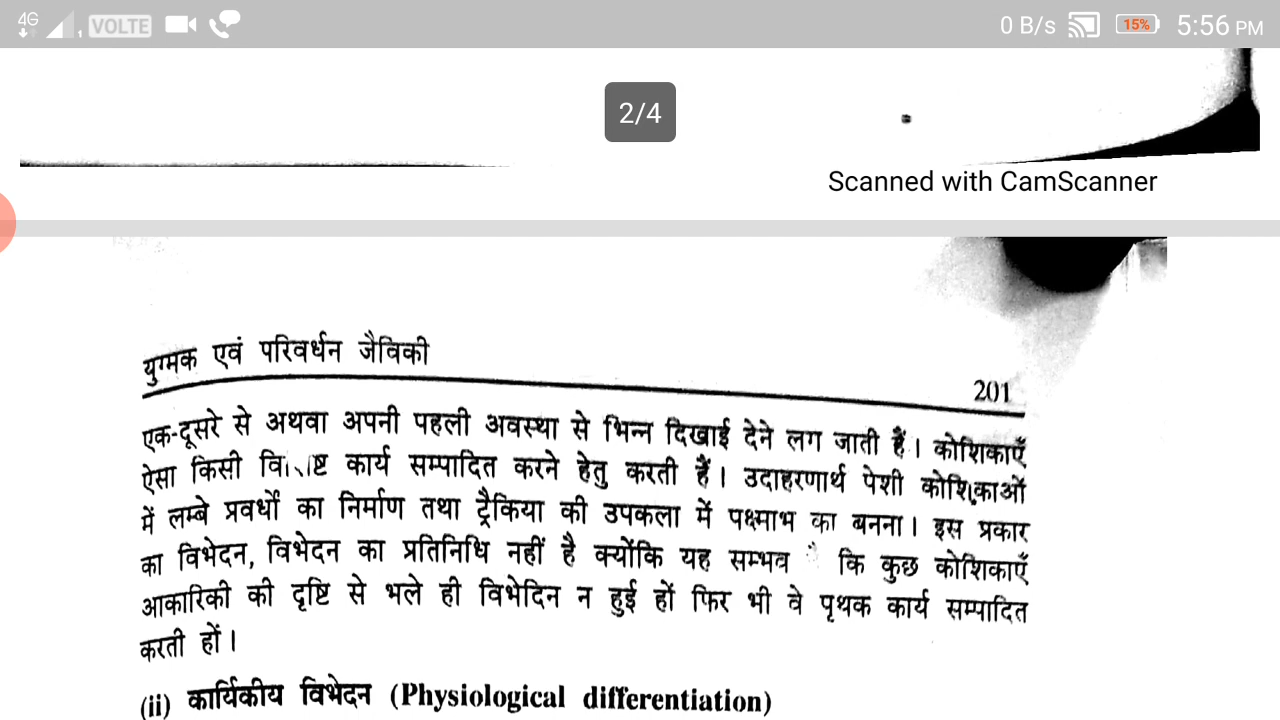 4G VOLTE 0 B/s 15% 5:56 PM
2/4
Scanned with CamScanner
युग्मक एवं परिवर्धन जैविकी
201
एक-दूसरे से अथवा अपनी पहली अवस्था से भिन्न दिखाई देने लग जाती हैं। कोशिकाएँ
ऐसा किसी कार्य सम्पादित करने हेतु करती हैं। उदाहरणार्थ पेशी कोशिकाओं
में लम्बे प्रवर्धों का निर्माण तथा ट्रैकिया की उपकला में पक्ष्माभ का बनना। इस प्रकार
का विभेदन, विभेदन का प्रतिनिधि नहीं है क्योंकि यह सम्भव कि कुछ कोशिकाएँ
आकारिकी की दृष्टि से भले ही विभेदिन न हुई हों फिर भी वे पृथक कार्य सम्पादित
करती हों।
(ii) कार्यिकीय विभेदन (Physiological differentiation)